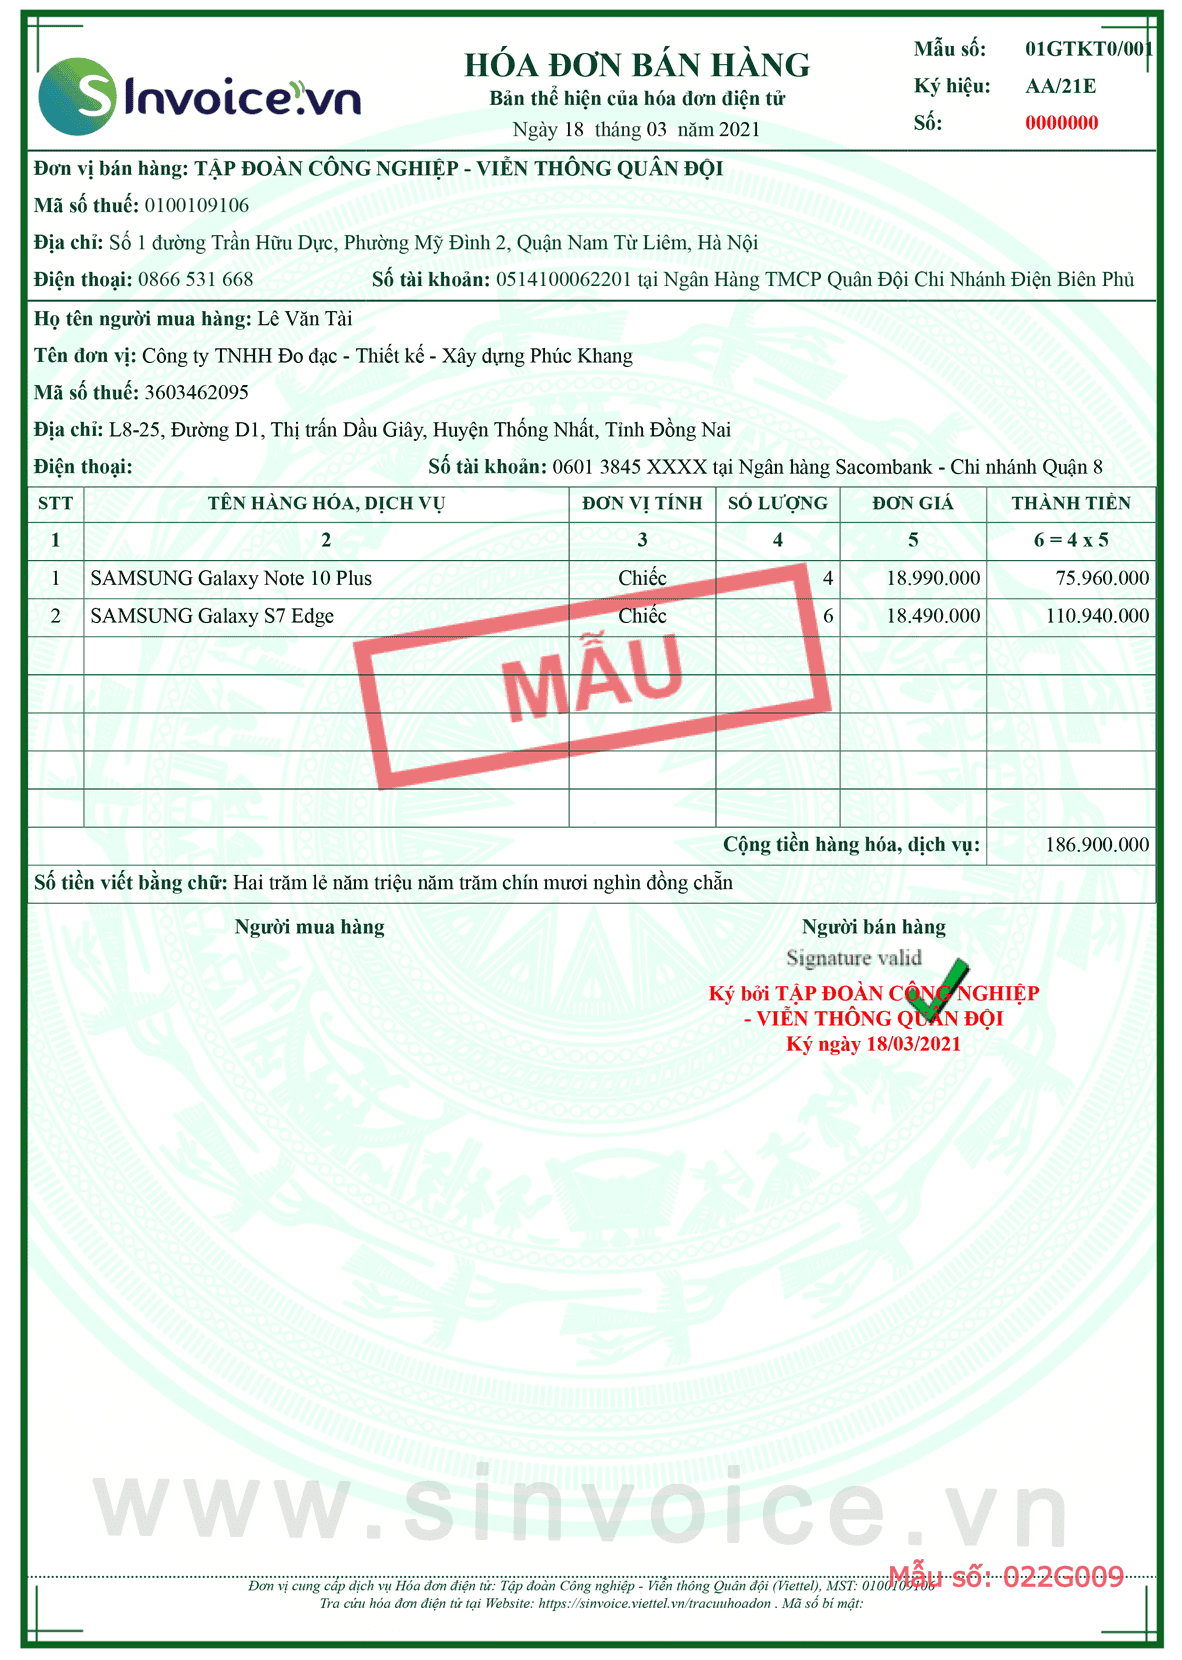 SInvoice.vn
HÓA ĐƠN BÁN HÀNG
Bản thể hiện của hóa đơn điện tử
Ngày 18 tháng 03 năm 2021
Mẫu số: 01GTKT0/001
Ký hiệu: AA/21E
Số: 0000000
Đơn vị bán hàng: TẬP ĐOÀN CÔNG NGHIỆP - VIỄN THÔNG QUÂN ĐỘI
Mã số thuế: 0100109106
Địa chỉ: Số 1 đường Trần Hữu Dực, Phường Mỹ Đình 2, Quận Nam Từ Liêm, Hà Nội
Điện thoại: 0866 531 668 Số tài khoản: 0514100062201 tại Ngân Hàng TMCP Quân Đội Chi Nhánh Điện Biên Phủ
Họ tên người mua hàng: Lê Văn Tài
Tên đơn vị: Công ty TNHH Đo đạc - Thiết kế - Xây dựng Phúc Khang
Mã số thuế: 3603462095
Địa chỉ: L8-25, Đường D1, Thị trấn Dầu Giây, Huyện Thống Nhất, Tỉnh Đồng Nai
Điện thoại: Số tài khoản: 0601 3845 XXXX tại Ngân hàng Sacombank - Chi nhánh Quận 8
STT TÊN HÀNG HÓA, DỊCH VỤ ĐƠN VỊ TÍNH SỐ LƯỢNG ĐƠN GIÁ THÀNH TIỀN
1 2 3 4 5 6 = 4 x 5
1 SAMSUNG Galaxy Note 10 Plus Chiếc 4 18.990.000 75.960.000
2 SAMSUNG Galaxy S7 Edge Chiếc 6 18.490.000 110.940.000
MẪU
Cộng tiền hàng hóa, dịch vụ: 186.900.000
Số tiền viết bằng chữ: Hai trăm lẻ năm triệu năm trăm chín mươi nghìn đồng chẵn
Người mua hàng Người bán hàng
Signature valid
Ký bởi TẬP ĐOÀN CÔNG NGHIỆP
- VIỄN THÔNG QUÂN ĐỘI
Ký ngày 18/03/2021
www.sinvoice.vn
Mẫu số: 022G009
Đơn vị cung cấp dịch vụ Hóa đơn điện tử: Tập đoàn Công nghiệp - Viễn thông Quân đội (Viettel), MST: 0100109106
Tra cứu hóa đơn điện tử tại Website: https://sinvoice.viettel.vn/tracuuhoadon . Mã số bí mật: